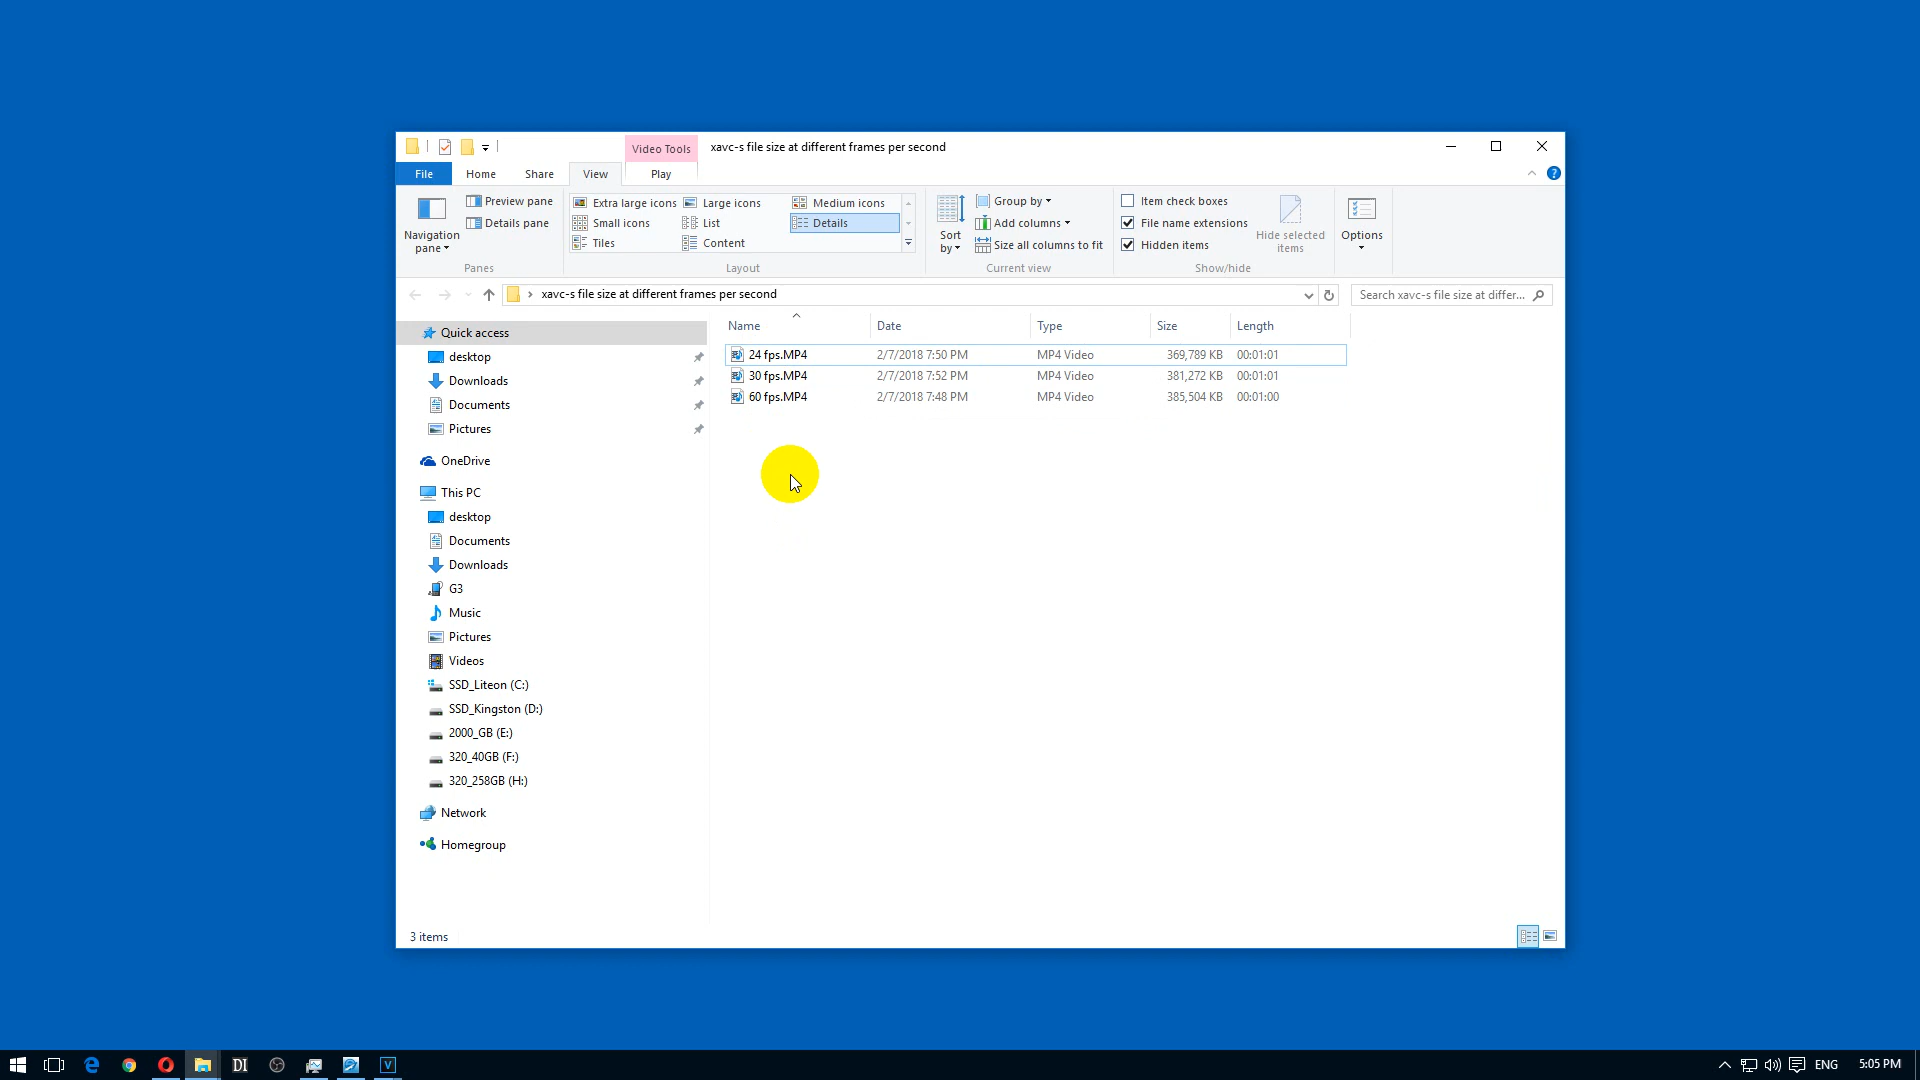 Video Tools
xavc-s file size at different frames per second
File
Home
Share
View
Play
Navigation pane
Preview pane
Details pane
Panes
Extra large icons
Large icons
Medium icons
Small icons
List
Details
Tiles
Content
Layout
Sort by
Group by
Add columns
Size all columns to fit
Current view
Item check boxes
File name extensions
Hidden items
Hide selected items
Show/hide
Options
xavc-s file size at different frames per second
Search xavc-s file size at differ...
Quick access
desktop
Downloads
Documents
Pictures
OneDrive
This PC
desktop
Documents
Downloads
G3
Music
Pictures
Videos
SSD_Liteon (C:)
SSD_Kingston (D:)
2000_GB (E:)
320_40GB (F:)
320_258GB (H:)
Network
Homegroup
Name Date Type Size Length
24 fps.MP4 2/7/2018 7:50 PM MP4 Video 369,789 KB 00:01:01
30 fps.MP4 2/7/2018 7:52 PM MP4 Video 381,272 KB 00:01:01
60 fps.MP4 2/7/2018 7:48 PM MP4 Video 385,504 KB 00:01:00
3 items
DI
V
ENG
5:05 PM